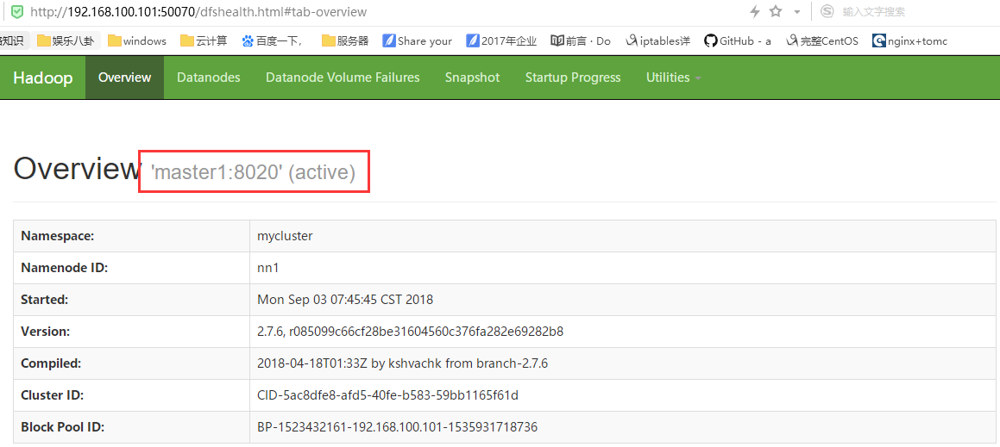 http://192.168.100.101:50070/dfshealth.html#tab-overview 输入文字搜索
知识 娱乐八卦 windows 云计算 百度一下, 服务器 Share your 2017年企业 前言 · Do iptables详 GitHub - a 完整CentOS nginx+tomc
Hadoop Overview Datanodes Datanode Volume Failures Snapshot Startup Progress Utilities
Overview 'master1:8020' (active)
Namespace: mycluster
Namenode ID: nn1
Started: Mon Sep 03 07:45:45 CST 2018
Version: 2.7.6, r085099c66cf28be31604560c376fa282e69282b8
Compiled: 2018-04-18T01:33Z by kshvachk from branch-2.7.6
Cluster ID: CID-5ac8dfe8-afd5-40fe-b583-59bb1165f61d
Block Pool ID: BP-1523432161-192.168.100.101-1535931718736